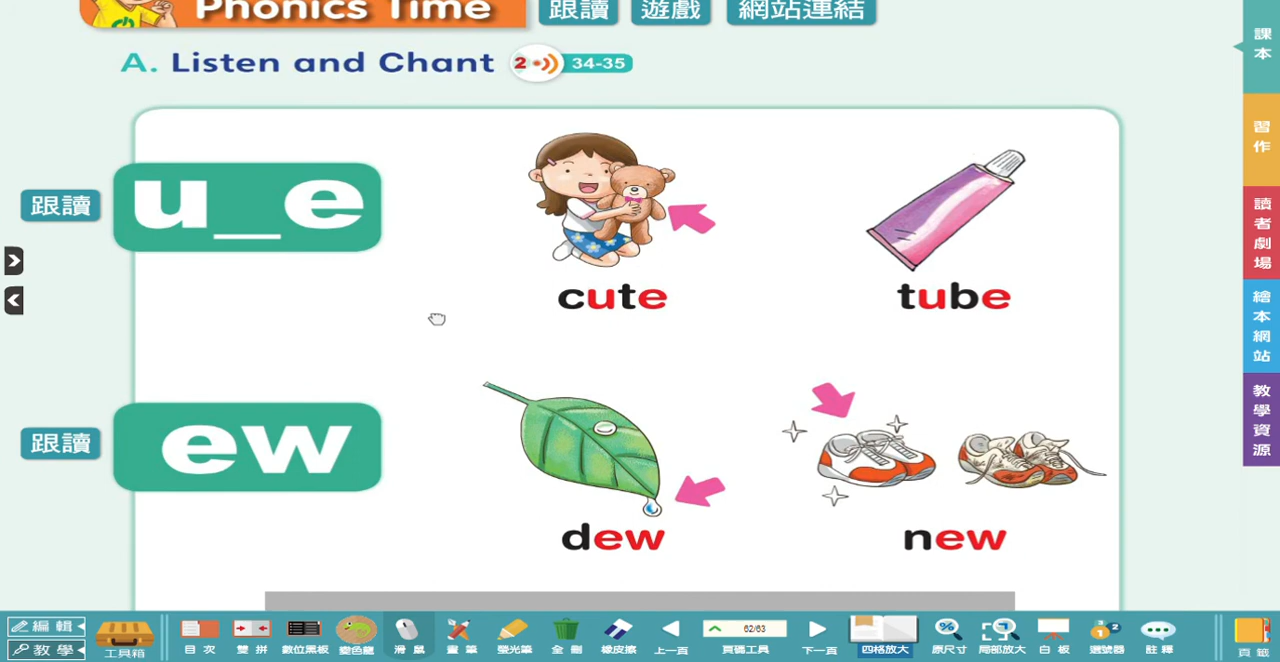 Phonics Time 跟讀 遊戲 網站連結
A. Listen and Chant 2 34-35
跟讀 u_e
cute tube
跟讀 ew
dew new
課本
習作
讀者劇場
繪本網站
教學資源
編輯
教學
工具箱 目次 雙拼 數位黑板 變色龍 滑鼠 畫筆 螢光筆 全刪 橡皮擦 上一頁 62/63 頁碼工具 下一頁 四格放大 原尺寸 局部放大 白板 選號器 註釋 頁籤